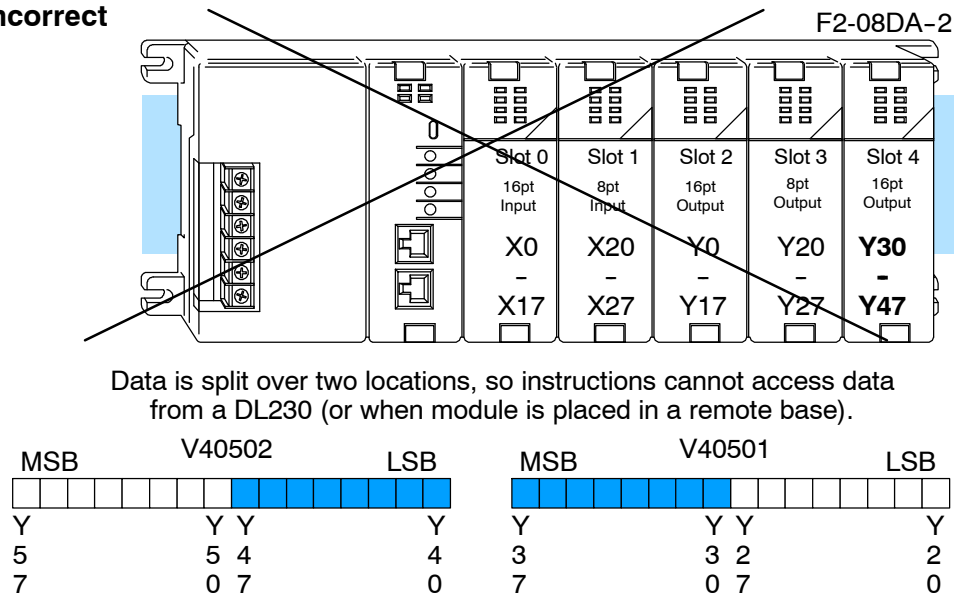 ncorrect
F2-08DA-2
Slot 0 Slot 1 Slot 2 Slot 3 Slot 4
16pt 8pt 16pt 8pt 16pt
Input Input Output Output Output
X0 X20 Y0 Y20 Y30
- - - - -
X17 X27 Y17 Y27 Y47
Data is split over two locations, so instructions cannot access data
from a DL230 (or when module is placed in a remote base).
MSB V40502 LSB MSB V40501 LSB
Y Y Y Y Y Y Y Y
5 5 4 4 3 3 2 2
7 0 7 0 7 0 7 0